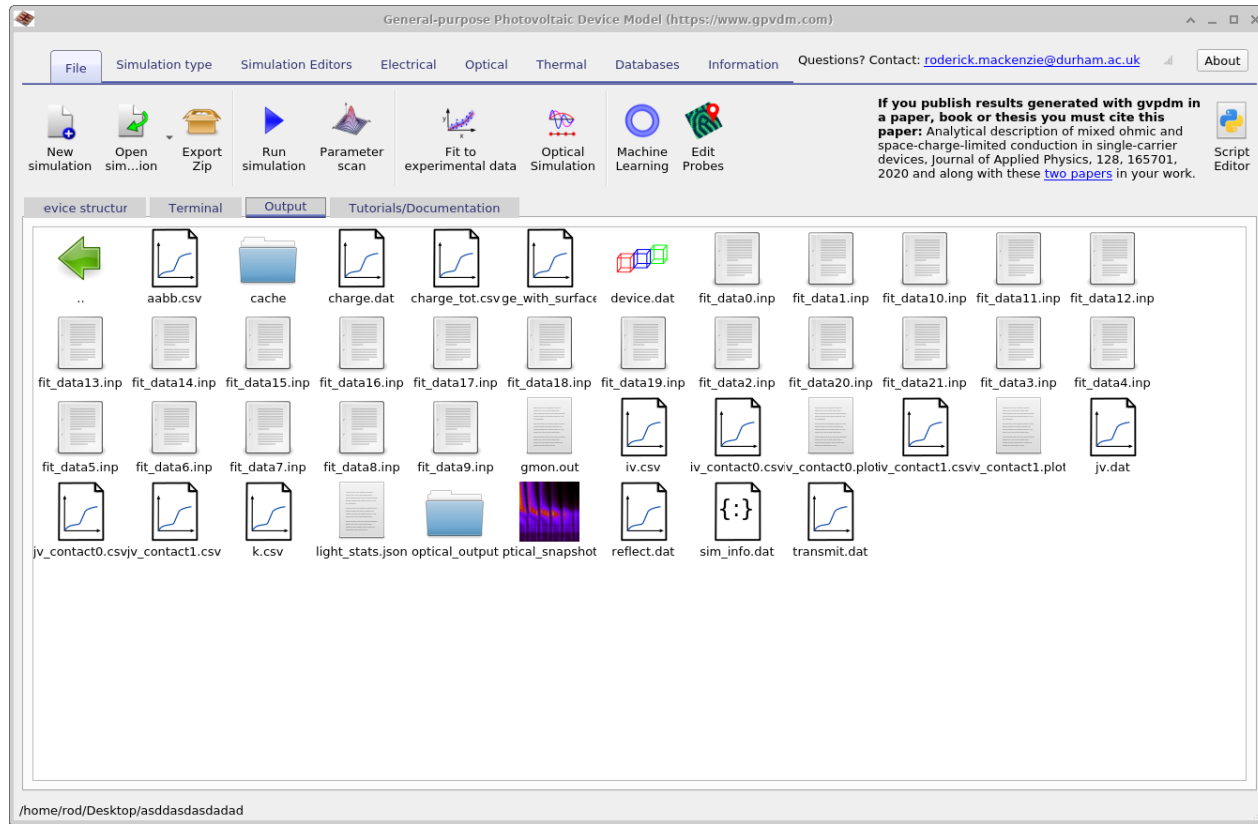 General-purpose Photovoltaic Device Model (https://www.gpvdm.com)
File Simulation type Simulation Editors Electrical Optical Thermal Databases Information Questions? Contact: roderick.mackenzie@durham.ac.uk About
New simulation
Open sim...ion
Export Zip
Run simulation
Parameter scan
Fit to experimental data
Optical Simulation
Machine Learning
Edit Probes
If you publish results generated with gvpdm in
a paper, book or thesis you must cite this
paper: Analytical description of mixed ohmic and
space-charge-limited conduction in single-carrier
devices, Journal of Applied Physics, 128, 165701,
2020 and along with these two papers in your work.
Script Editor
evice structur Terminal Output Tutorials/Documentation
.. aabb.csv cache charge.dat charge_tot.csv ge_with_surface device.dat fit_data0.inp fit_data1.inp fit_data10.inp fit_data11.inp fit_data12.inp
fit_data13.inp fit_data14.inp fit_data15.inp fit_data16.inp fit_data17.inp fit_data18.inp fit_data19.inp fit_data2.inp fit_data20.inp fit_data21.inp fit_data3.inp fit_data4.inp
fit_data5.inp fit_data6.inp fit_data7.inp fit_data8.inp fit_data9.inp gmon.out iv.csv iv_contact0.csv iv_contact0.plot iv_contact1.csv iv_contact1.plot jv.dat
{:}
jv_contact0.csv jv_contact1.csv k.csv light_stats.json optical_output ptical_snapshot reflect.dat sim_info.dat transmit.dat
/home/rod/Desktop/asddasdasdadad